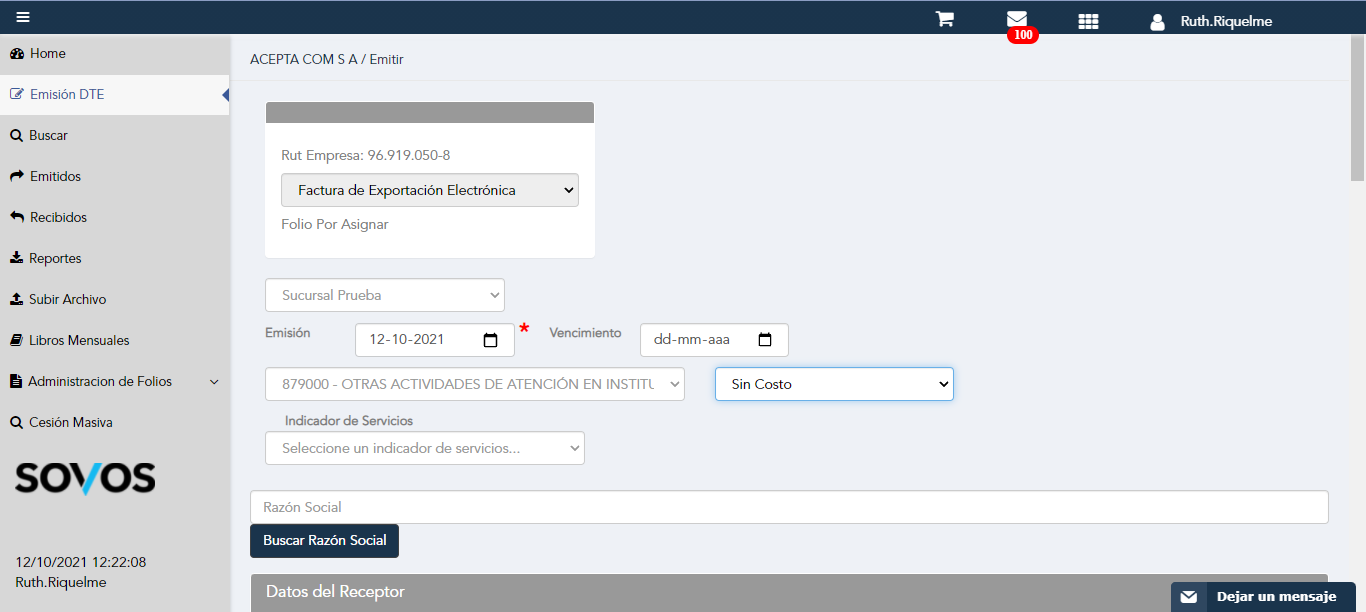 100
Ruth.Riquelme
Home
Emisión DTE
Buscar
Emitidos
Recibidos
Reportes
Subir Archivo
Libros Mensuales
Administracion de Folios
Cesión Masiva
SOVOS
12/10/2021 12:22:08
Ruth.Riquelme
ACEPTA COM S A / Emitir
Rut Empresa: 96.919.050-8
Factura de Exportación Electrónica
Folio Por Asignar
Sucursal Prueba
Emisión 12-10-2021 * Vencimiento dd-mm-aaa
879000 - OTRAS ACTIVIDADES DE ATENCIÓN EN INSTITU Sin Costo
Indicador de Servicios
Seleccione un indicador de servicios...
Razón Social
Buscar Razón Social
Datos del Receptor
Dejar un mensaje